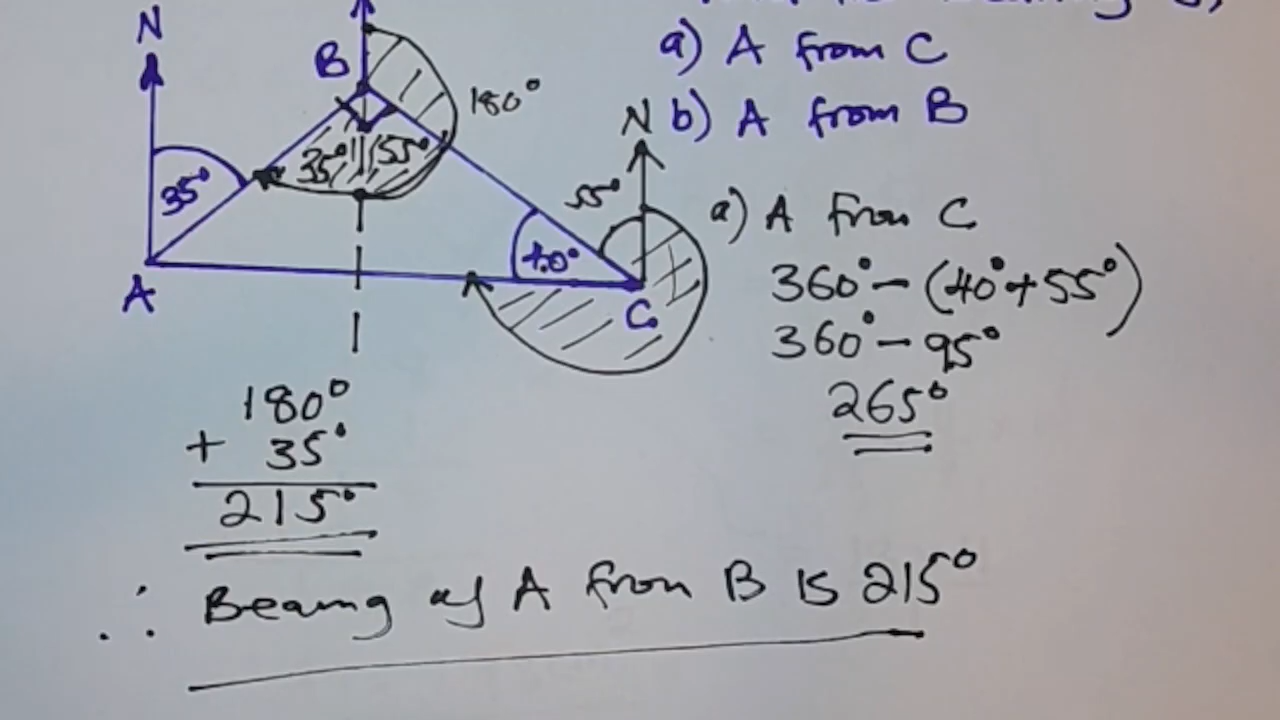 a) A from C
b) A from B
N
B
180°
N
35°
35°
55°
55°
40°
A
C
a) A from C
360° - (40° + 55°)
360° - 95°
265°
180°
+ 35°
215°
∴ Bearing of A from B is 215°